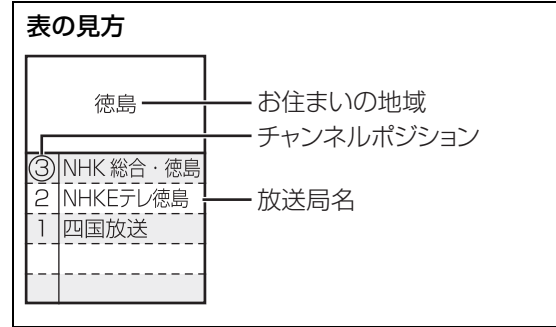 表の見方
徳島
お住まいの地域
チャンネルポジション
③ NHK 総合・徳島
2 NHKEテレ徳島
放送局名
1 四国放送